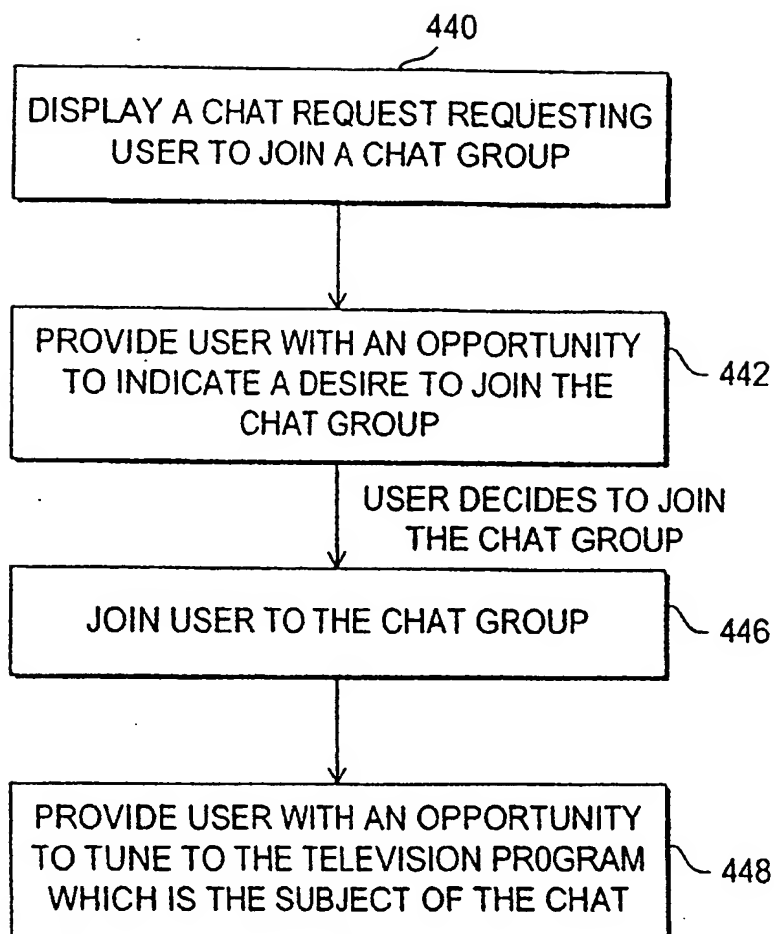 440
DISPLAY A CHAT REQUEST REQUESTING
USER TO JOIN A CHAT GROUP
PROVIDE USER WITH AN OPPORTUNITY
TO INDICATE A DESIRE TO JOIN THE
CHAT GROUP
442
USER DECIDES TO JOIN
THE CHAT GROUP
JOIN USER TO THE CHAT GROUP
446
PROVIDE USER WITH AN OPPORTUNITY
TO TUNE TO THE TELEVISION PR0GRAM
WHICH IS THE SUBJECT OF THE CHAT
448